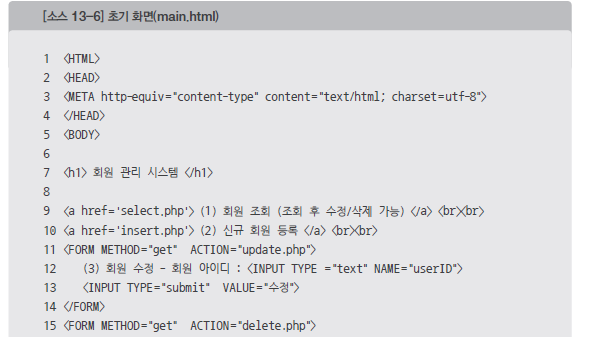 [소스 13-6] 초기 화면(main.html)
1 <HTML>
2 <HEAD>
3 <META http-equiv="content-type" content="text/html; charset=utf-8">
4 </HEAD>
5 <BODY>
6
7 <h1> 회원 관리 시스템 </h1>
8
9 <a href='select.php'> (1) 회원 조회 (조회 후 수정/삭제 가능) </a> <br><br>
10 <a href='insert.php'> (2) 신규 회원 등록 </a> <br><br>
11 <FORM METHOD="get" ACTION="update.php">
12 (3) 회원 수정 - 회원 아이디 : <INPUT TYPE ="text" NAME="userID">
13 <INPUT TYPE="submit" VALUE="수정">
14 </FORM>
15 <FORM METHOD="get" ACTION="delete.php">